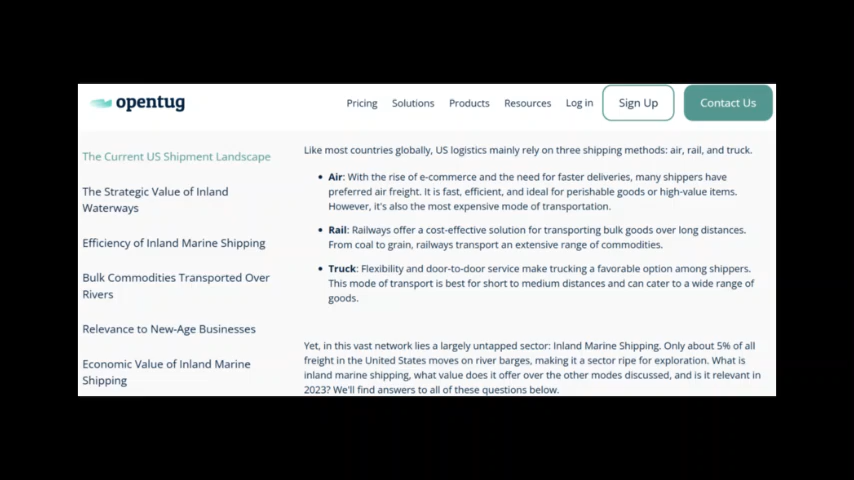 opentug
Pricing Solutions Products Resources Log in Sign Up Contact Us
The Current US Shipment Landscape
The Strategic Value of Inland
Waterways
Efficiency of Inland Marine Shipping
Bulk Commodities Transported Over
Rivers
Relevance to New-Age Businesses
Economic Value of Inland Marine
Shipping
Like most countries globally, US logistics mainly rely on three shipping methods: air, rail, and truck.
• Air: With the rise of e-commerce and the need for faster deliveries, many shippers have
preferred air freight. It is fast, efficient, and ideal for perishable goods or high-value items.
However, it's also the most expensive mode of transportation.
• Rail: Railways offer a cost-effective solution for transporting bulk goods over long distances.
From coal to grain, railways transport an extensive range of commodities.
• Truck: Flexibility and door-to-door service make trucking a favorable option among shippers.
This mode of transport is best for short to medium distances and can cater to a wide range of
goods.
Yet, in this vast network lies a largely untapped sector: Inland Marine Shipping. Only about 5% of all
freight in the United States moves on river barges, making it a sector ripe for exploration. What is
inland marine shipping, what value does it offer over the other modes discussed, and is it relevant in
2023? We'll find answers to all of these questions below.